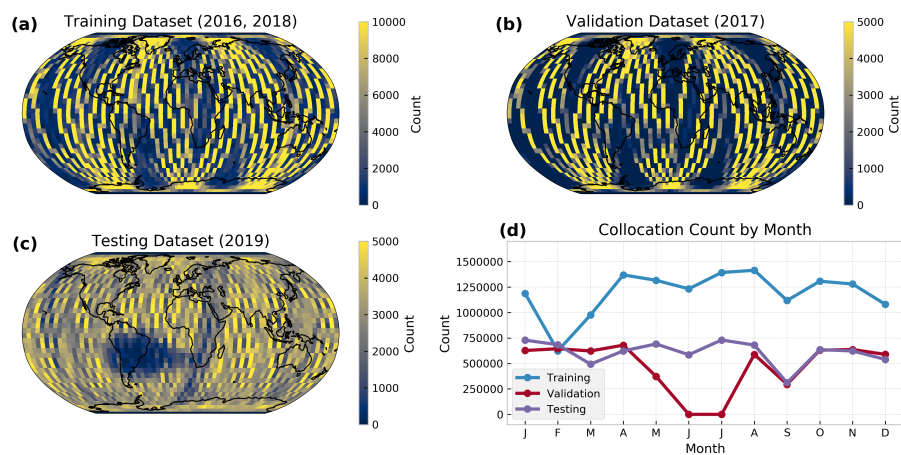 (a) Training Dataset (2016, 2018)
10000
8000
6000
4000
2000
0
Count
(b) Validation Dataset (2017)
5000
4000
3000
2000
1000
0
Count
(c) Testing Dataset (2019)
5000
4000
3000
2000
1000
0
Count
(d) Collocation Count by Month
1500000
1250000
1000000
750000
500000
250000
0
Count
Training
Validation
Testing
J F M A M J J A S O N D
Month